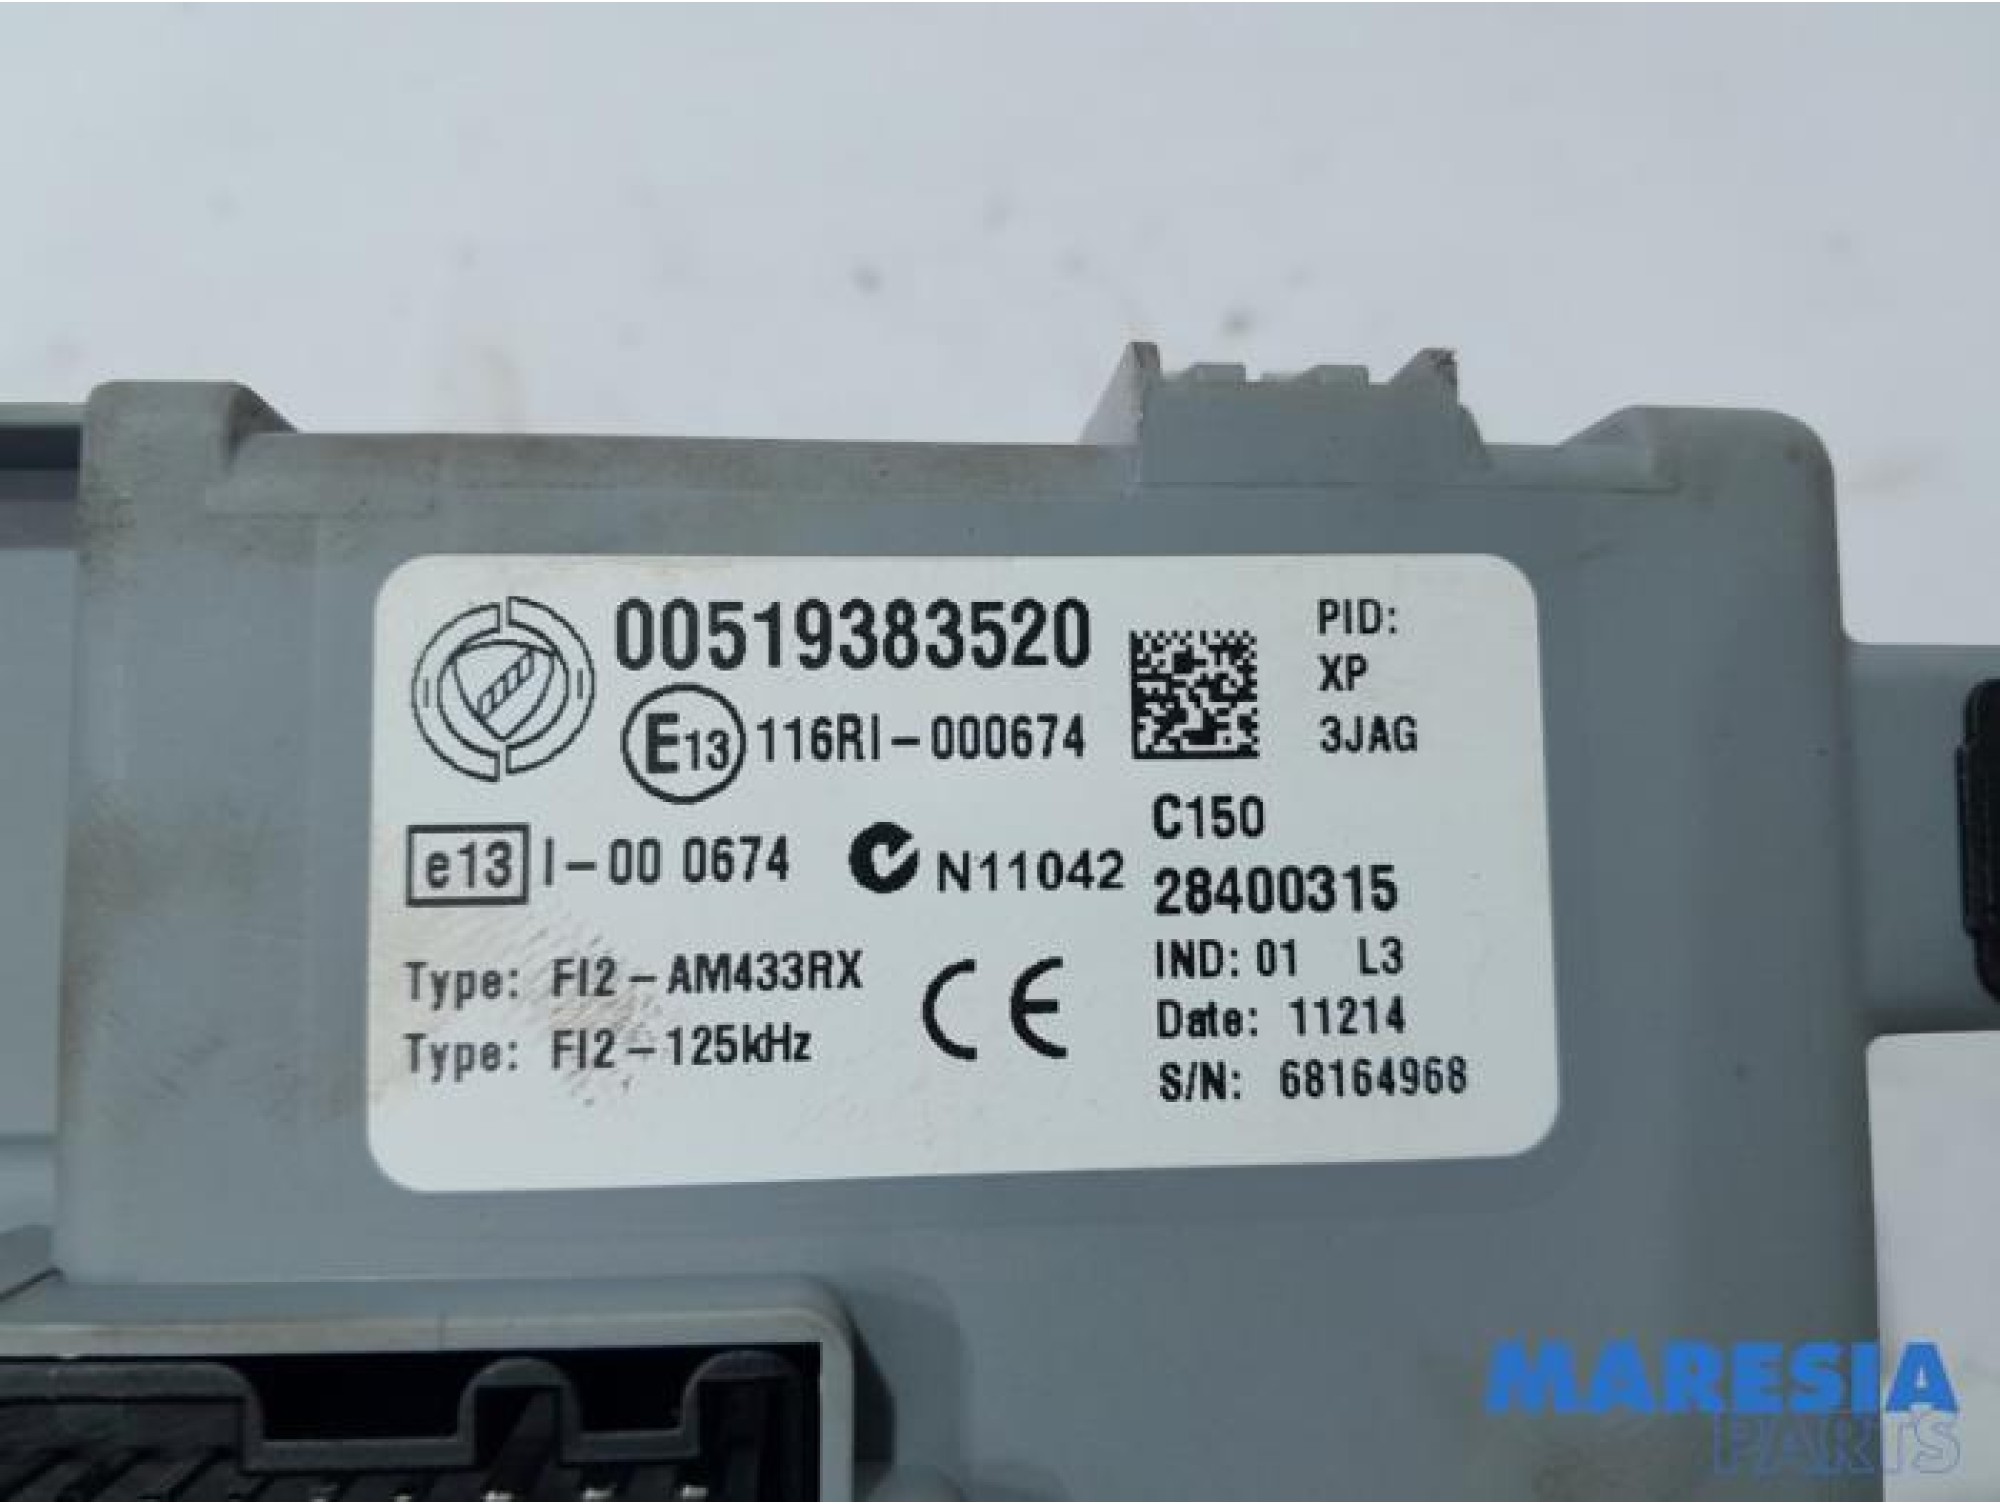 00519383520
E13 116RI-000674
e13 I-00 0674
N11042
Type: FI2-AM433RX
Type: FI2-125kHz
CE
PID:
XP
3JAG
C150
28400315
IND: 01 L3
Date: 11214
S/N: 68164968
MARESIA
PARTS